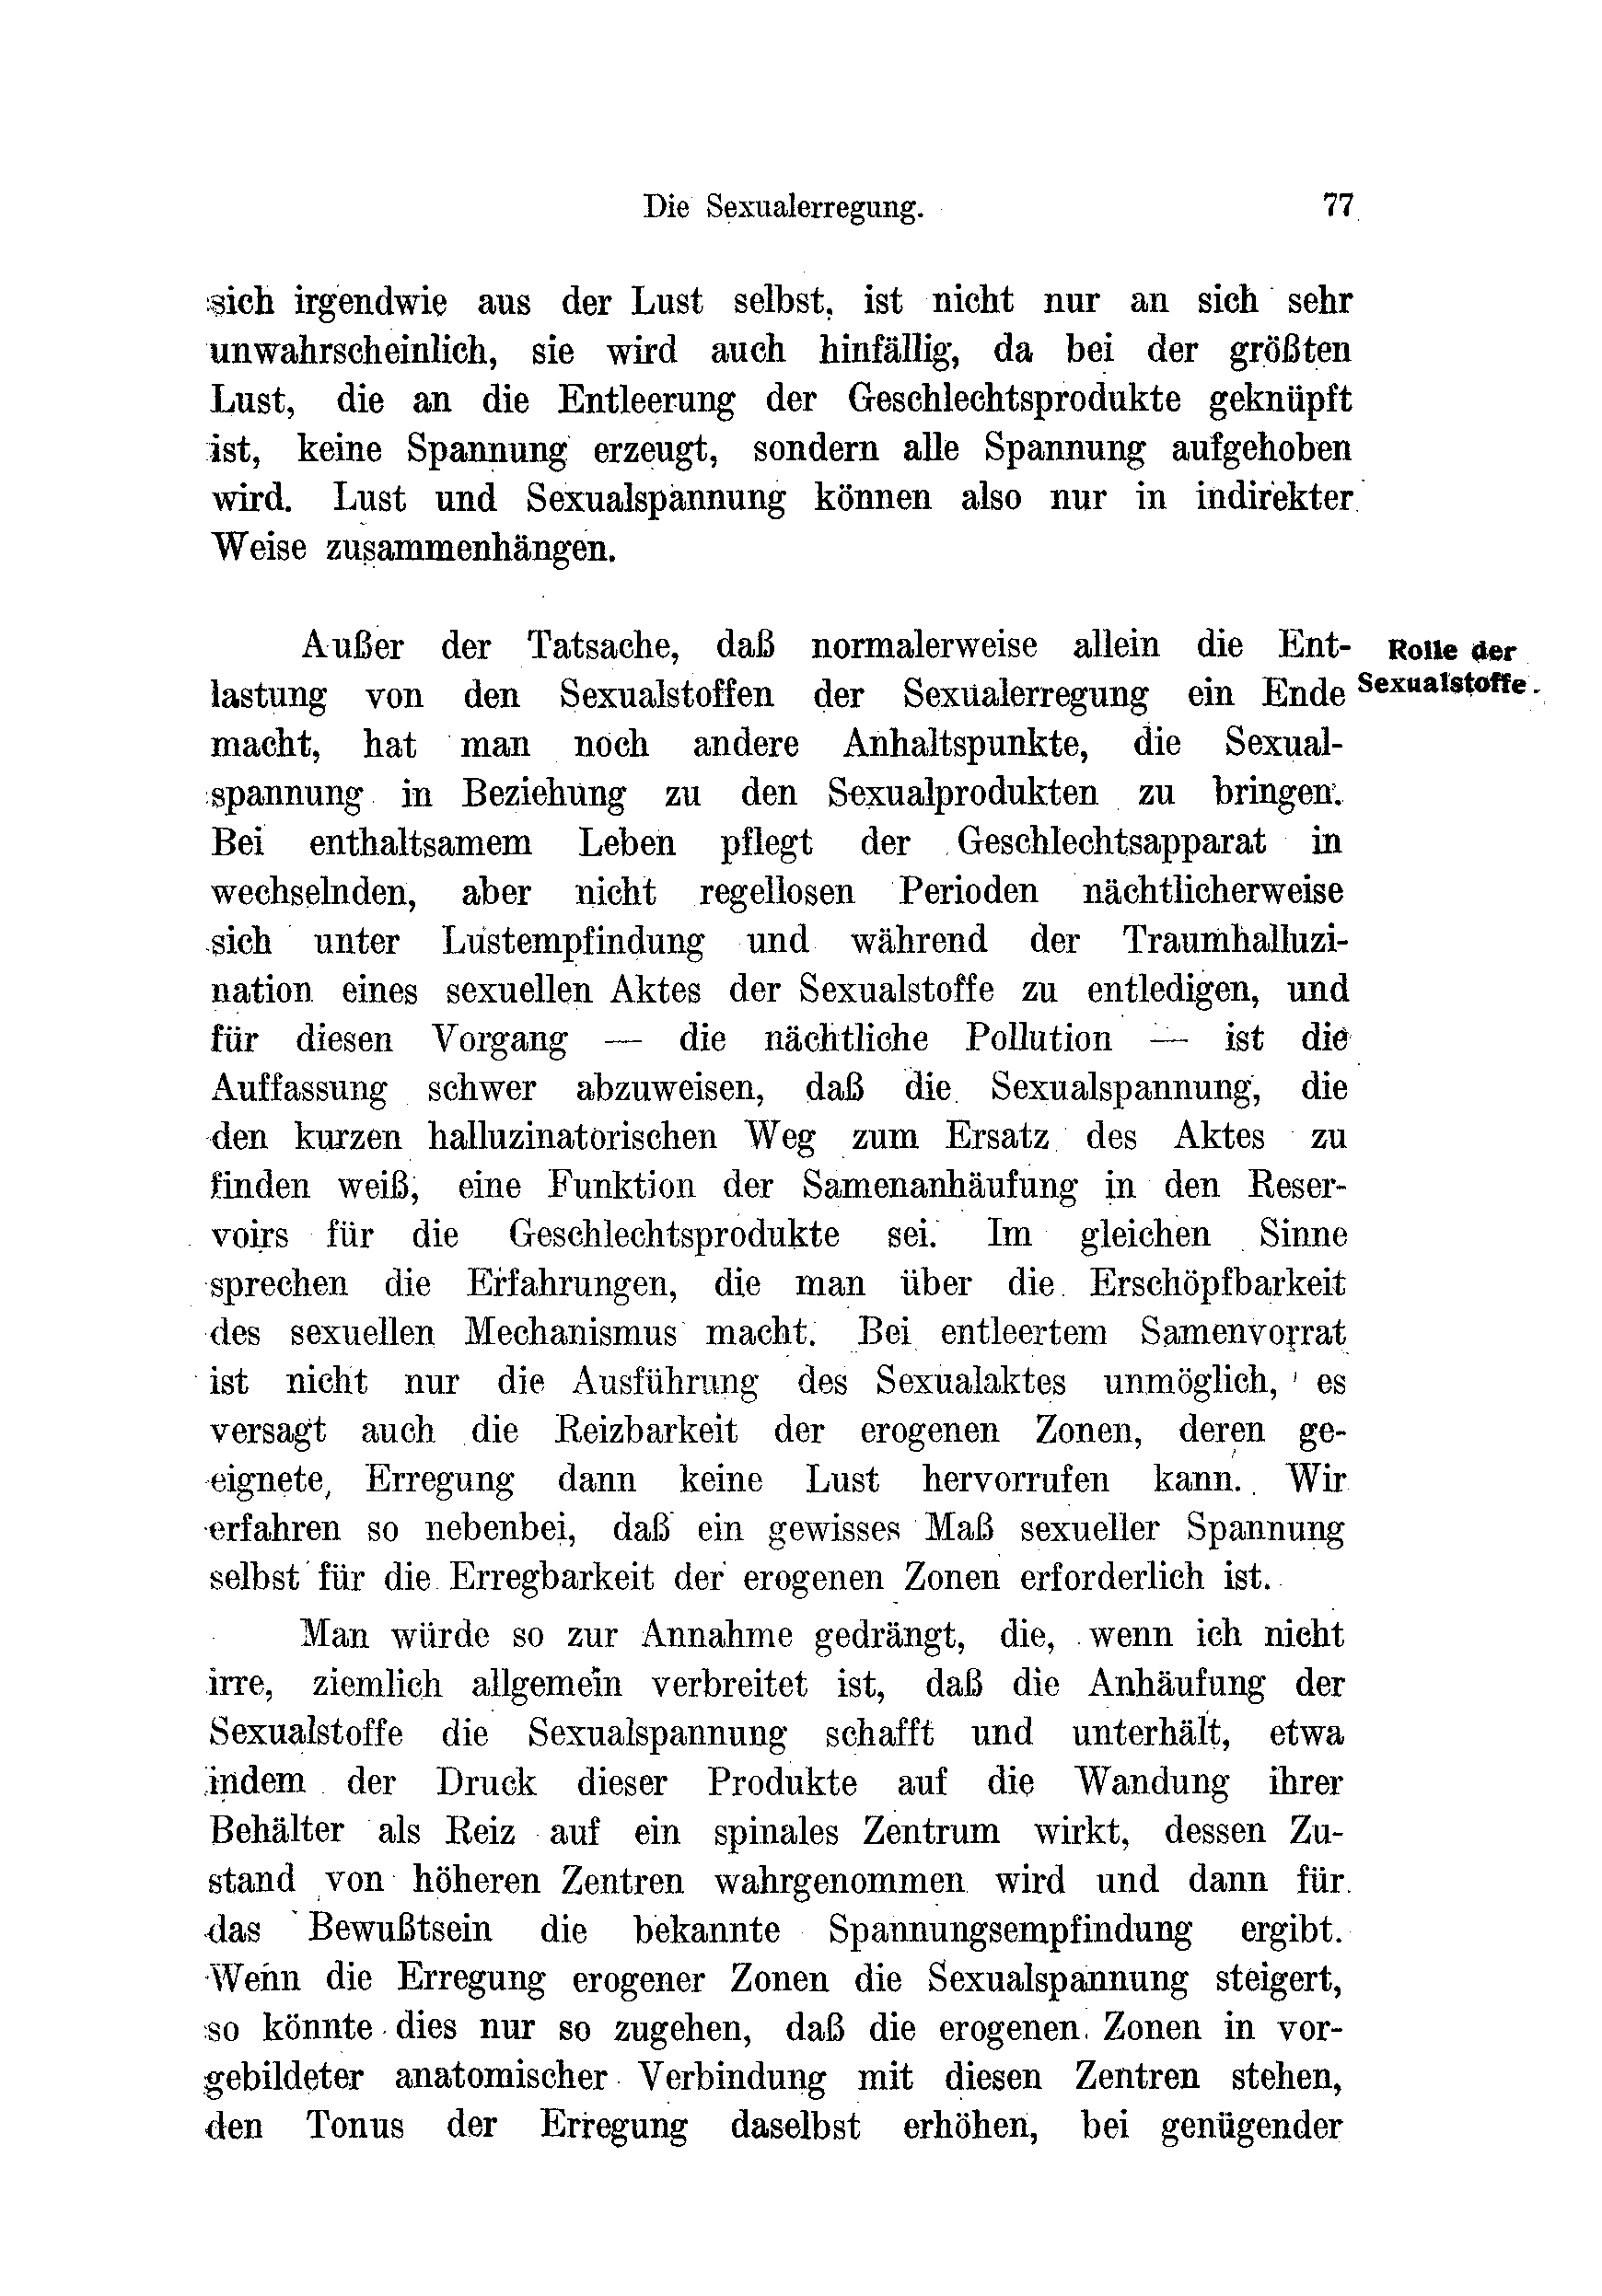 Die Sexualerregung. 77
sich irgendwie aus der Lust selbst, ist nicht nur an sich sehr
unwahrscheinlich, sie wird auch hinfällig, da bei der größten
Lust, die an die Entleerung der Geschlechtsprodukte geknüpft
ist, keine Spannung erzeugt, sondern alle Spannung aufgehoben
wird. Lust und Sexualspannung können also nur in indirekter
Weise zusammenhängen.
Außer der Tatsache, daß normalerweise allein die Ent-
lastung von den Sexualstoffen der Sexualerregung ein Ende
macht, hat man noch andere Anhaltspunkte, die Sexual-
spannung in Beziehung zu den Sexualprodukten zu bringen.
Bei enthaltsamem Leben pflegt der Geschlechtsapparat in
wechselnden, aber nicht regellosen Perioden nächtlicherweise
sich unter Lustempfindung und während der Traumhalluzi-
nation eines sexuellen Aktes der Sexualstoffe zu entledigen, und
für diesen Vorgang — die nächtliche Pollution — ist die
Auffassung schwer abzuweisen, daß die Sexualspannung, die
den kurzen halluzinatorischen Weg zum Ersatz des Aktes zu
finden weiß, eine Funktion der Samenanhäufung in den Reser-
voirs für die Geschlechtsprodukte sei. Im gleichen Sinne
sprechen die Erfahrungen, die man über die Erschöpfbarkeit
des sexuellen Mechanismus macht. Bei entleertem Samenvorrat
ist nicht nur die Ausführung des Sexualaktes unmöglich, es
versagt auch die Reizbarkeit der erogenen Zonen, deren ge-
eignete, Erregung dann keine Lust hervorrufen kann. Wir
erfahren so nebenbei, daß ein gewisses Maß sexueller Spannung
selbst für die Erregbarkeit der erogenen Zonen erforderlich ist.
Man würde so zur Annahme gedrängt, die, wenn ich nicht
irre, ziemlich allgemein verbreitet ist, daß die Anhäufung der
Sexualstoffe die Sexualspannung schafft und unterhält, etwa
indem der Druck dieser Produkte auf die Wandung ihrer
Behälter als Reiz auf ein spinales Zentrum wirkt, dessen Zu-
stand von höheren Zentren wahrgenommen wird und dann für
das Bewußtsein die bekannte Spannungsempfindung ergibt.
Wenn die Erregung erogener Zonen die Sexualspannung steigert,
so könnte dies nur so zugehen, daß die erogenen Zonen in vor-
gebildeter anatomischer Verbindung mit diesen Zentren stehen,
den Tonus der Erregung daselbst erhöhen, bei genügender
Rolle der
Sexualstoffe.